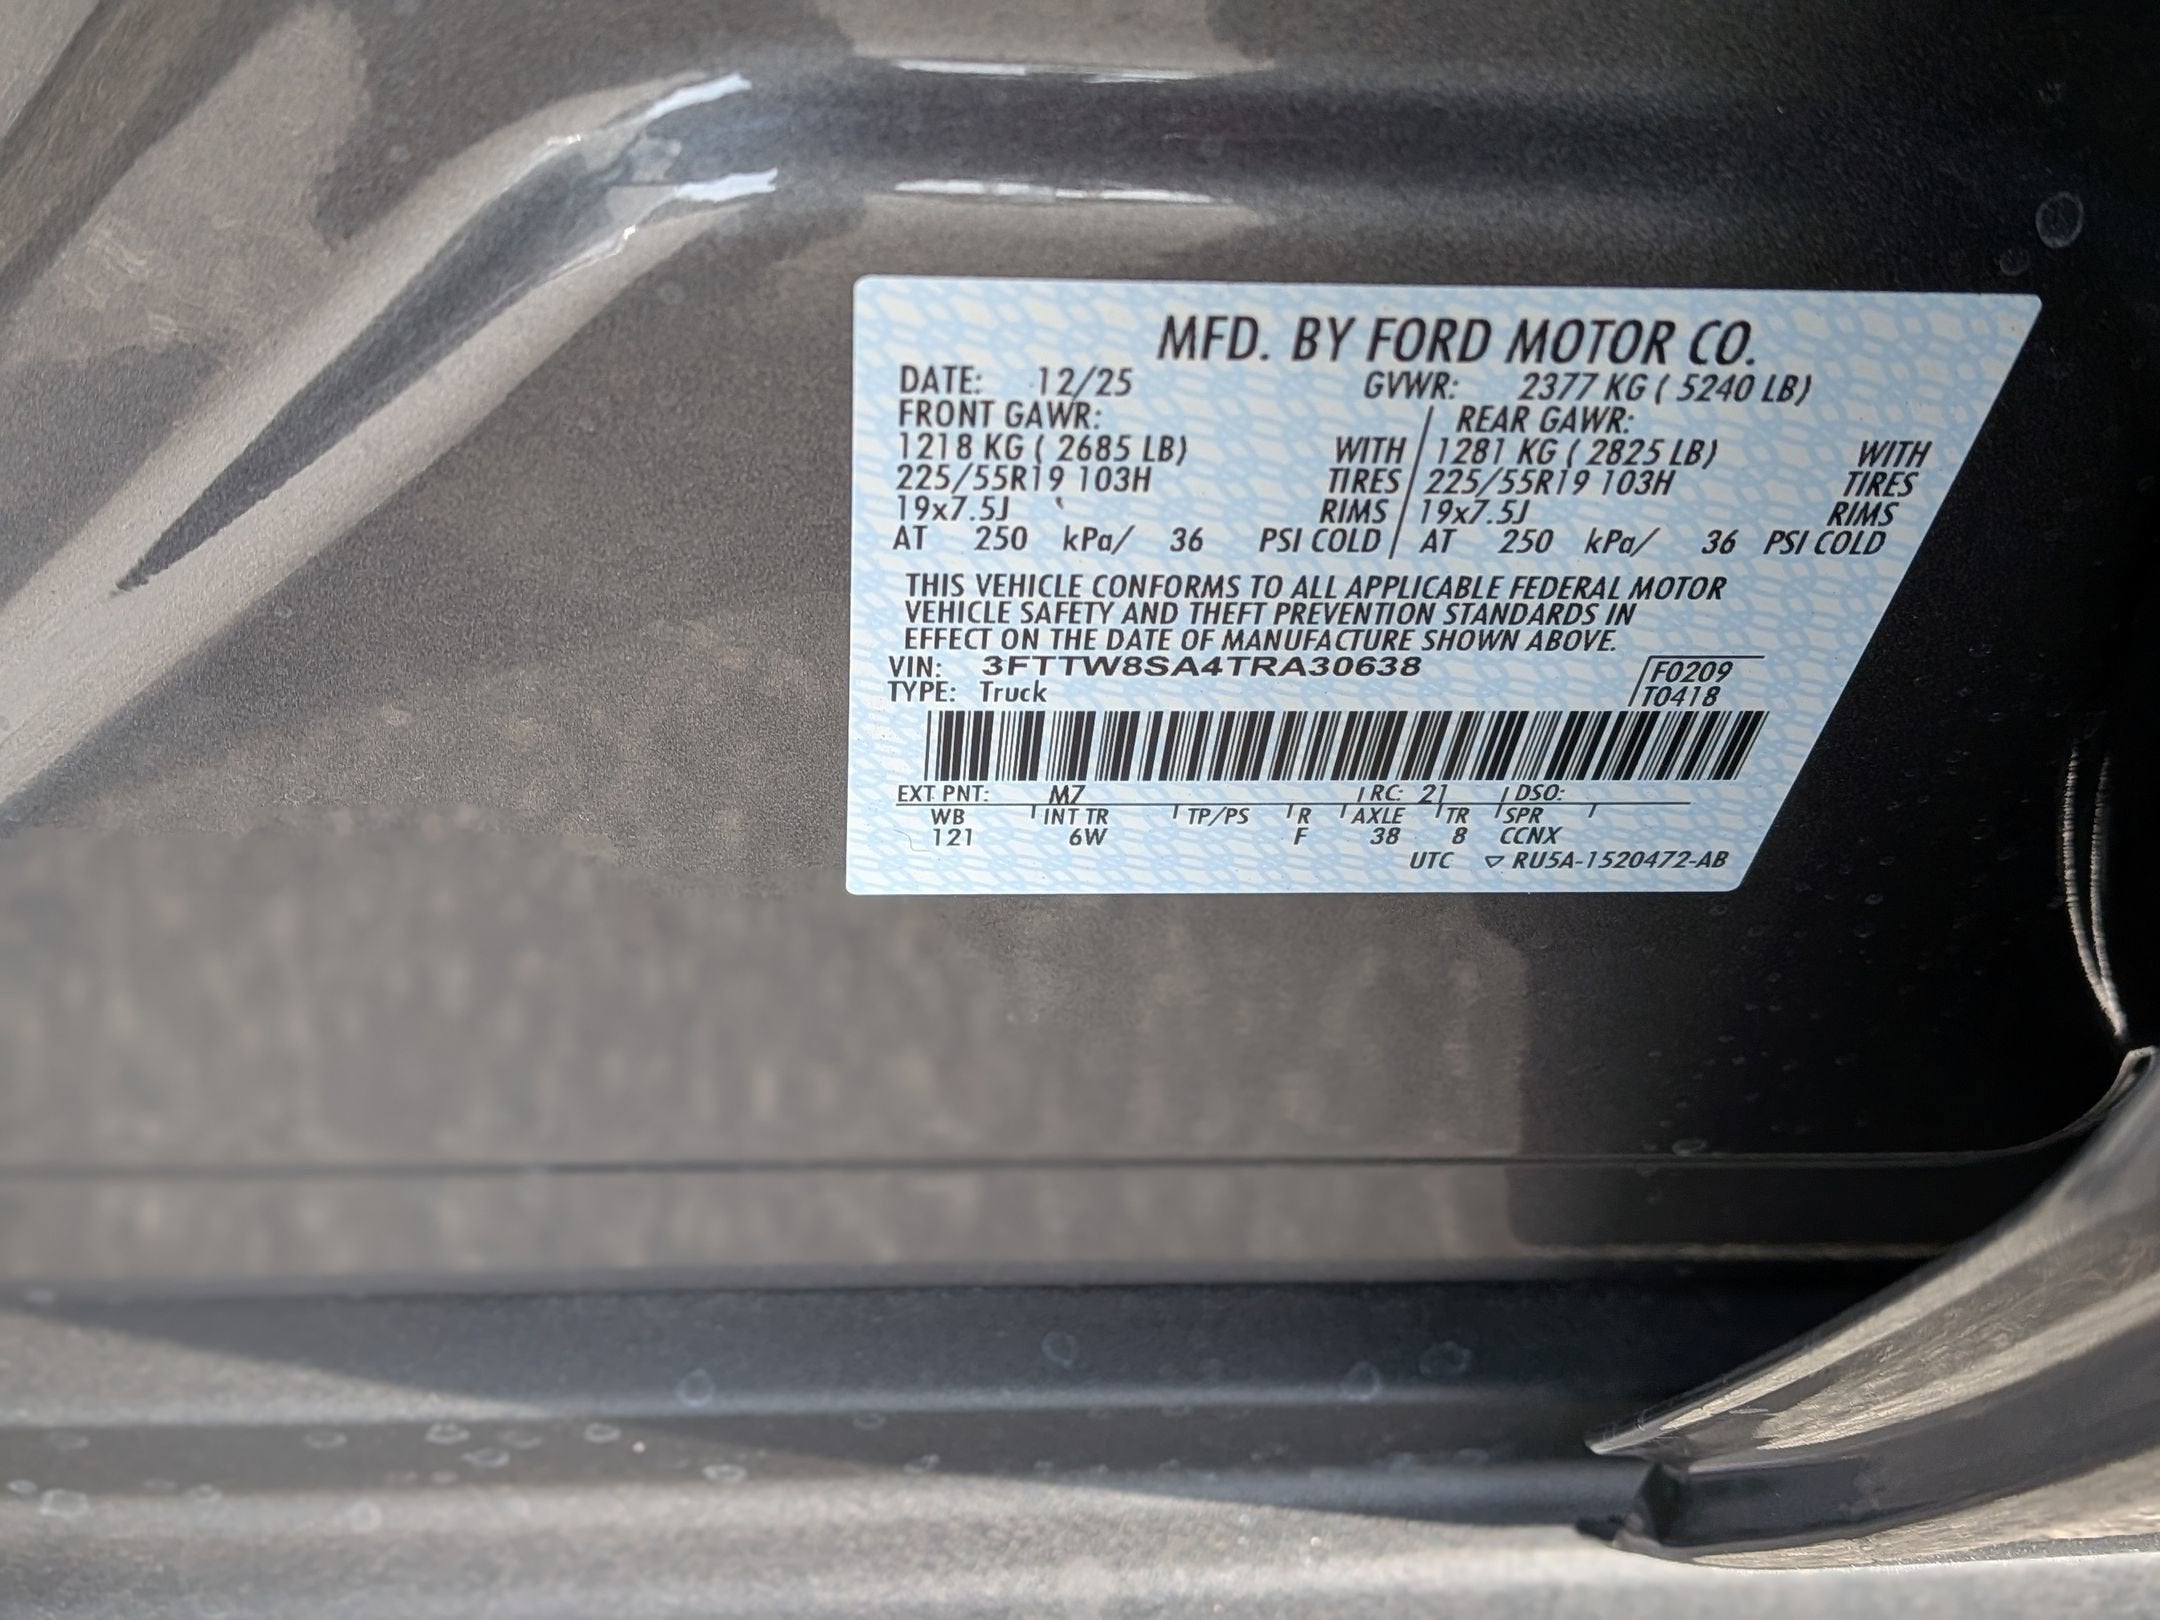 MFD. BY FORD MOTOR CO.
DATE: 12/25 GVWR: 2377 KG ( 5240 LB)
FRONT GAWR: / REAR GAWR:
1218 KG ( 2685 LB) WITH / 1281 KG ( 2825 LB) WITH
225/55R19 103H TIRES / 225/55R19 103H TIRES
19x7.5J RIMS / 19x7.5J RIMS
AT 250 kPa/ 36 PSI COLD / AT 250 kPa/ 36 PSI COLD
THIS VEHICLE CONFORMS TO ALL APPLICABLE FEDERAL MOTOR
VEHICLE SAFETY AND THEFT PREVENTION STANDARDS IN
EFFECT ON THE DATE OF MANUFACTURE SHOWN ABOVE.
VIN: 3FTTW8SA4TRA30638 F0209
TYPE: Truck T0418
EXT PNT: M7 RC: 21 DSO:
WB INT TR TP/PS R AXLE TR SPR
121 6W F 38 8 CCNX
UTC ▽ RU5A-1520472-AB